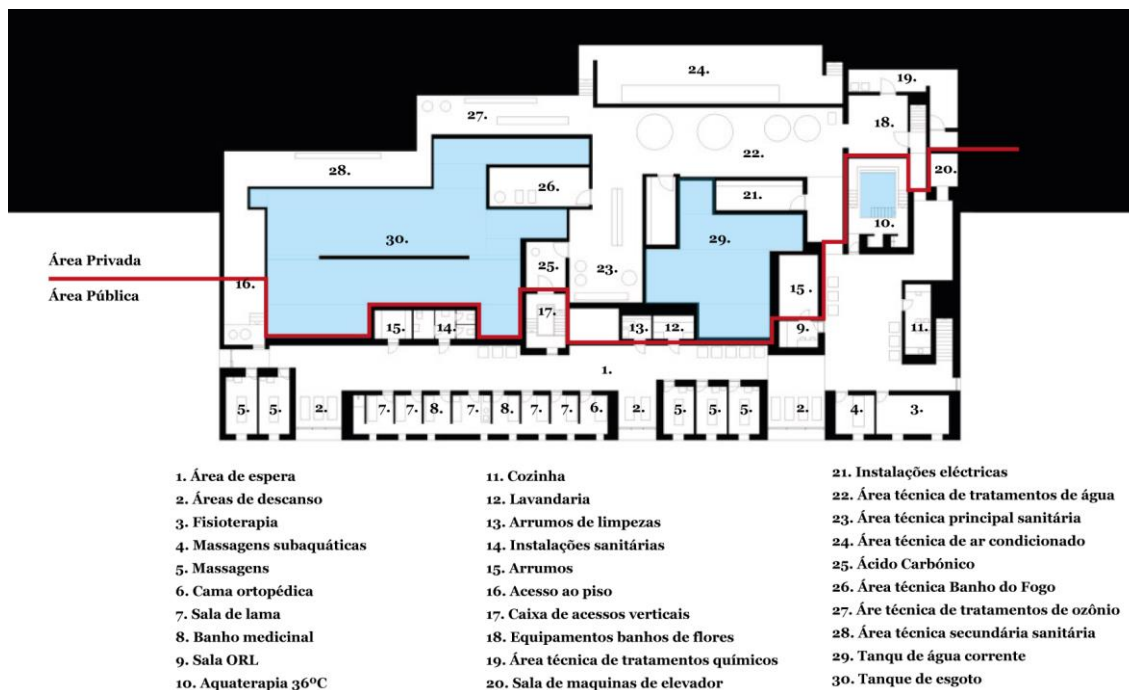 24.
19.
27.
18.
22.
28.
20.
26.
21.
10.
30.
29.
Área Privada
25.
23.
15 .
16.
Área Pública
17.
15.
14.
13.
12.
9.
11.
1.
5.
5.
2.
7.
7.
8.
7.
8.
7.
7.
6.
2.
5.
5.
5.
2.
4.
3.
1. Área de espera
2. Áreas de descanso
3. Fisioterapia
4. Massagens subaquáticas
5. Massagens
6. Cama ortopédica
7. Sala de lama
8. Banho medicinal
9. Sala ORL
10. Aquaterapia 36ºC
11. Cozinha
12. Lavandaria
13. Arrumos de limpezas
14. Instalações sanitárias
15. Arrumos
16. Acesso ao piso
17. Caixa de acessos verticais
18. Equipamentos banhos de flores
19. Área técnica de tratamentos químicos
20. Sala de maquinas de elevador
21. Instalações eléctricas
22. Área técnica de tratamentos de água
23. Área técnica principal sanitária
24. Área técnica de ar condicionado
25. Ácido Carbónico
26. Área técnica Banho do Fogo
27. Áre técnica de tratamentos de ozônio
28. Área técnica secundária sanitária
29. Tanqu de água corrente
30. Tanque de esgoto